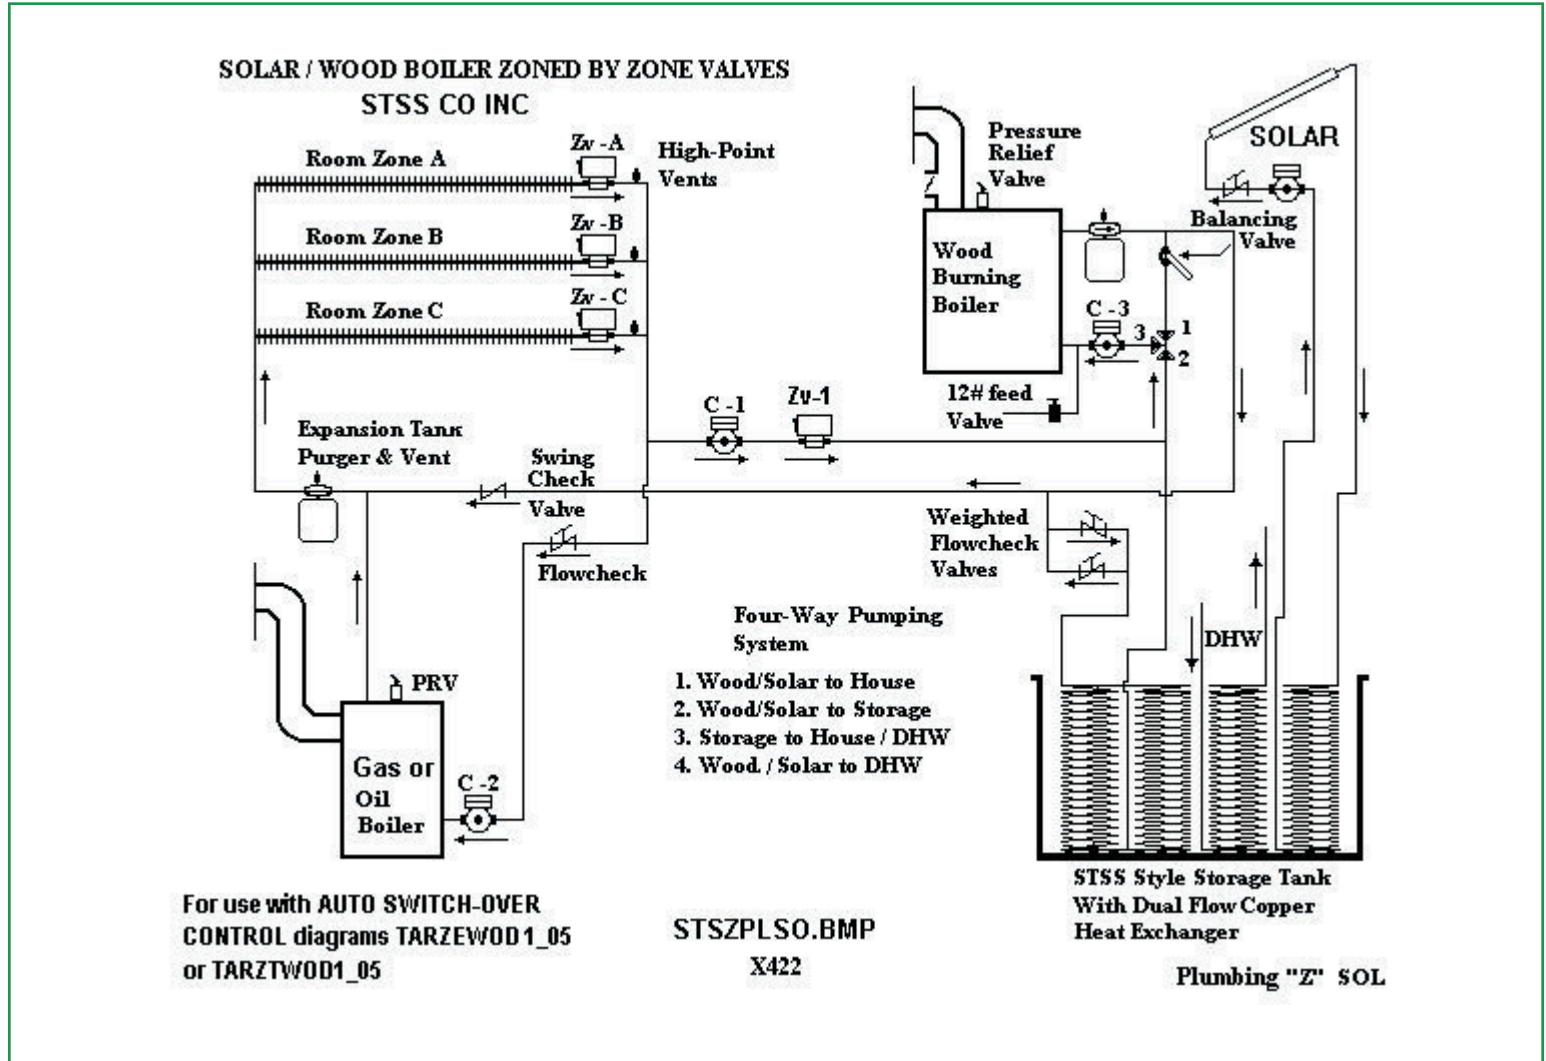 SOLAR / WOOD BOILER ZONED BY ZONE VALVES
STSS CO INC
Room Zone A
Zv -A
High-Point
Vents
Room Zone B
Zv -B
Room Zone C
Zv - C
Pressure
Relief
Valve
SOLAR
Balancing
Valve
Wood
Burning
Boiler
C -3
3
1
2
12# feed
Valve
C -1
Zv-1
Expansion Tank
Purger & Vent
Swing
Check
Valve
Flowcheck
Weighted
Flowcheck
Valves
PRV
Gas or
Oil
Boiler
C -2
Four-Way Pumping
System
1. Wood/Solar to House
2. Wood/Solar to Storage
3. Storage to House / DHW
4. Wood. / Solar to DHW
DHW
STSS Style Storage Tank
With Dual Flow Copper
Heat Exchanger
For use with AUTO SWITCH-OVER
CONTROL diagrams TARZEWOD1_05
or TARZTWOD1_05
STSZPLSO.BMP
X422
Plumbing "Z" SOL